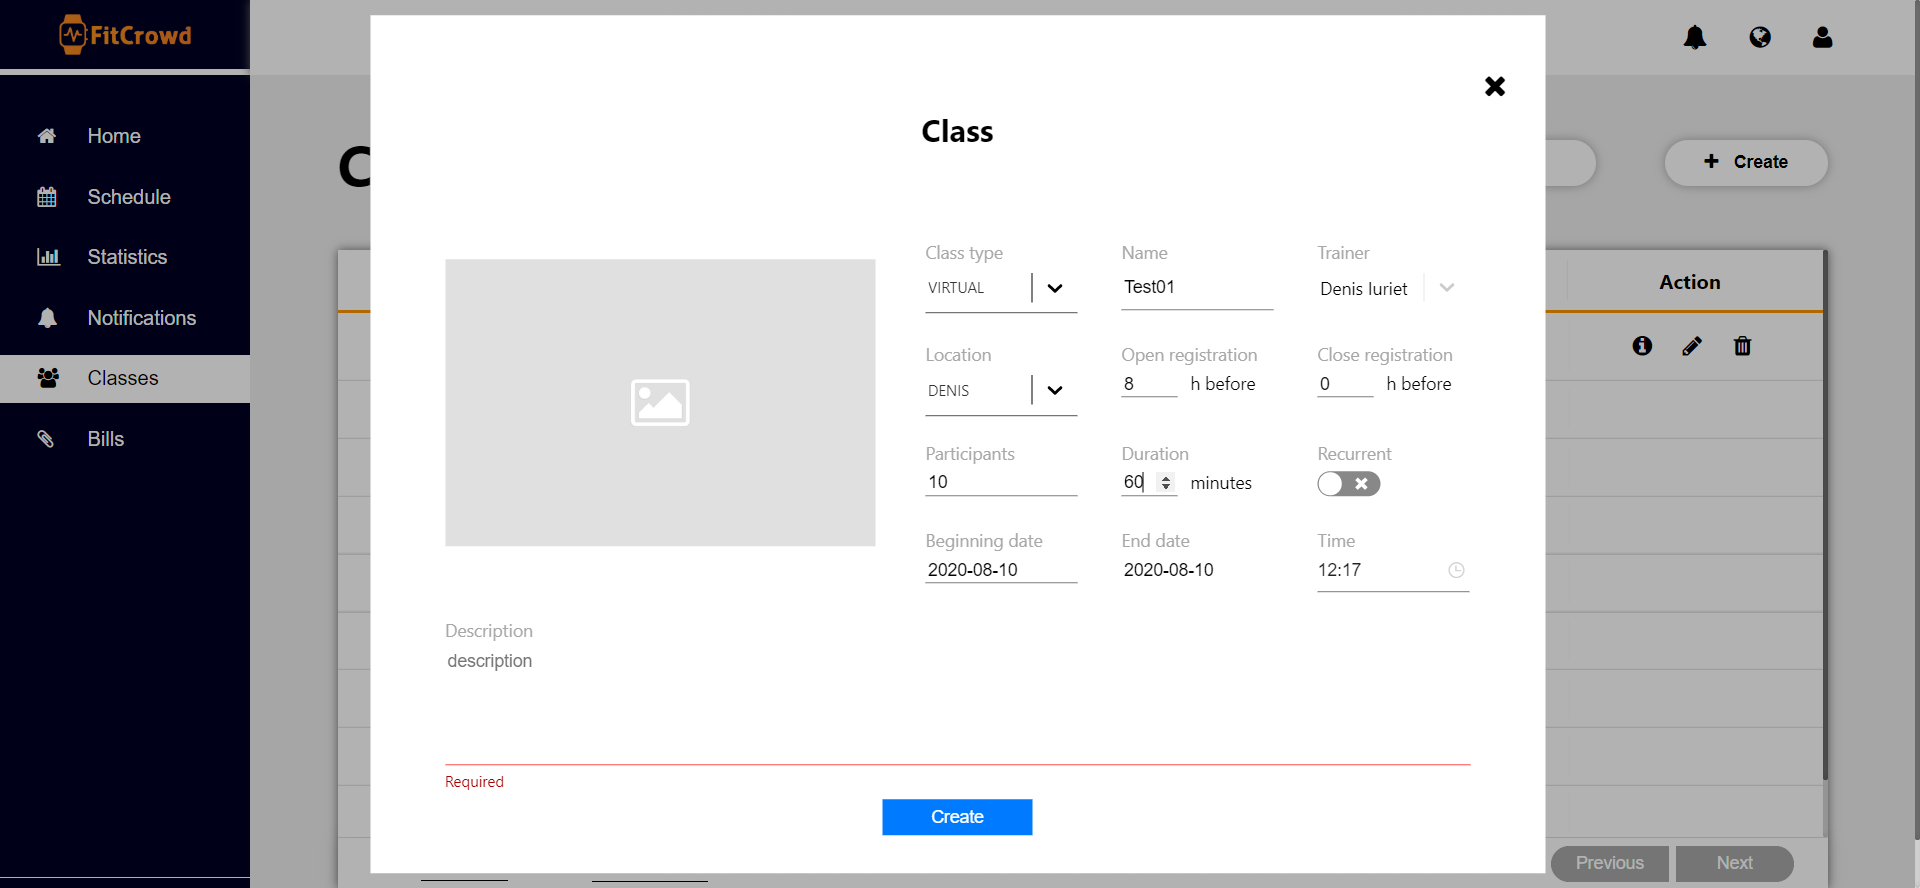 FitCrowd
Home
Schedule
Statistics
Notifications
Classes
Bills
C
Create
Action
Class
Class type
VIRTUAL
Name
Test01
Trainer
Denis Iuriet
Location
DENIS
Open registration
8 h before
Close registration
0 h before
Participants
10
Duration
60 minutes
Recurrent
Beginning date
2020-08-10
End date
2020-08-10
Time
12:17
Description
description
Required
Create
Previous
Next